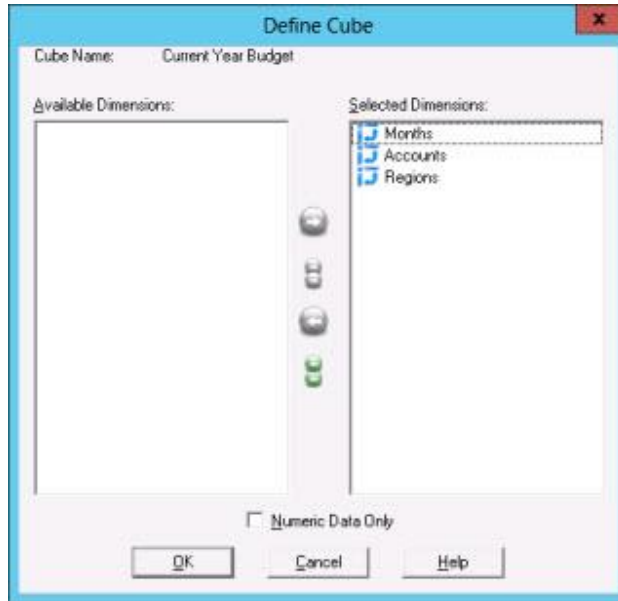 Define Cube
x
Cube Name: Current Year Budget
Available Dimensions: Selected Dimensions:
Months
Accounts
Regions
Numeric Data Only
OK Cancel Help